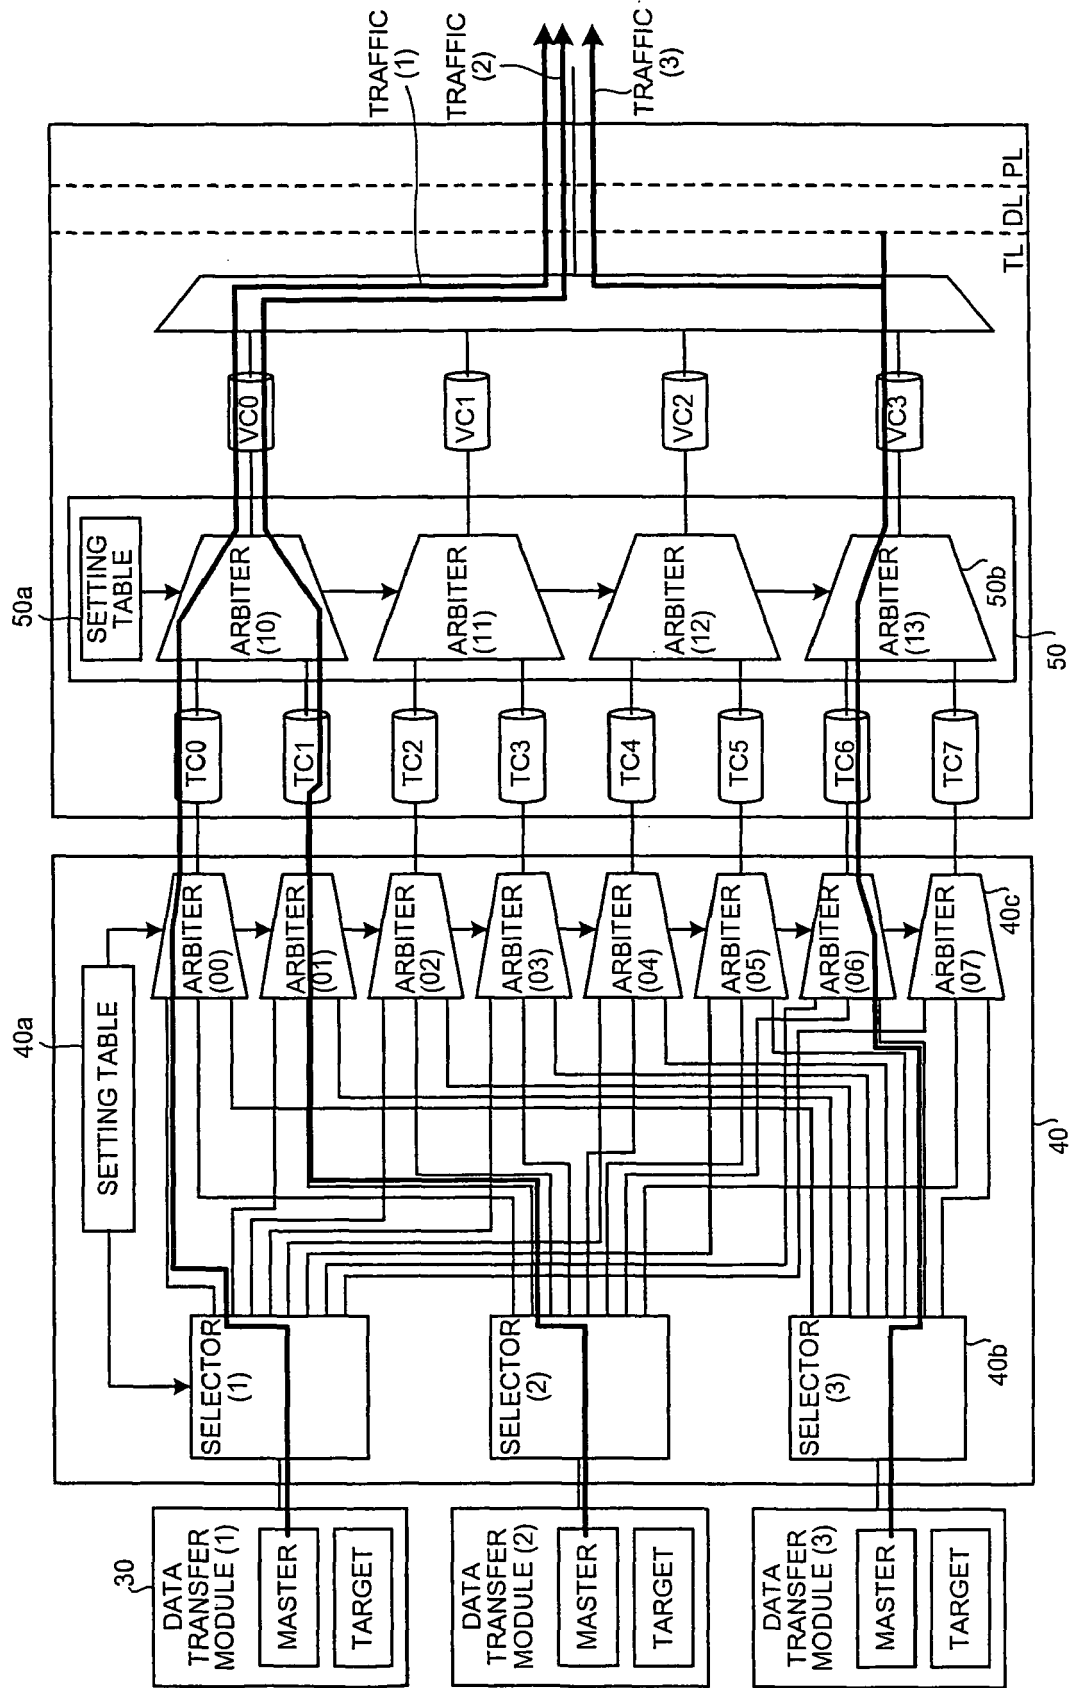 30
DATA
TRANSFER
MODULE (1)
MASTER
TARGET
DATA
TRANSFER
MODULE (2)
MASTER
TARGET
DATA
TRANSFER
MODULE (3)
MASTER
TARGET
40a
SETTING TABLE
SELECTOR
(1)
SELECTOR
(2)
SELECTOR
(3)
40b
ARBITER
(00)
ARBITER
(01)
ARBITER
(02)
ARBITER
(03)
ARBITER
(04)
ARBITER
(05)
ARBITER
(06)
ARBITER
(07)
40c
40
TC0
TC1
TC2
TC3
TC4
TC5
TC6
TC7
50a
SETTING
TABLE
ARBITER
(10)
ARBITER
(11)
ARBITER
(12)
ARBITER
(13)
50b
50
VC0
VC1
VC2
VC3
TL
DL
PL
TRAFFIC
(1)
TRAFFIC
(2)
TRAFFIC
(3)